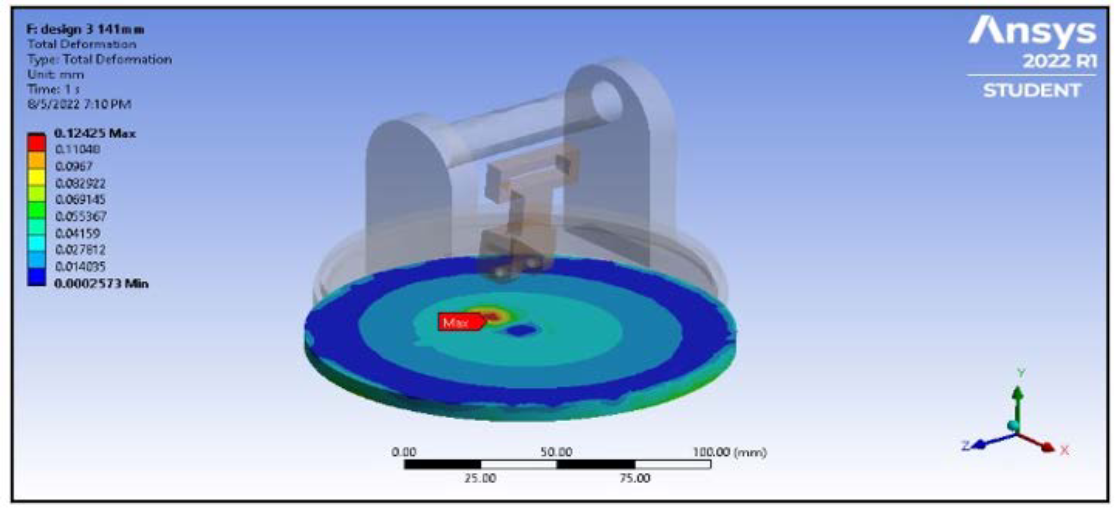 F: design 3 141mm
Total Deformation
Type: Total Deformation
Unit: mm
Time: 1 s
8/5/2022 7:10 PM
0.12425 Max
0.11048
0.0967
0.082922
0.069145
0.055367
0.04159
0.027812
0.014035
0.0002573 Min
Ansys
2022 R1
STUDENT
Max
0.00 50.00 100.00 (mm)
25.00 75.00
Y
Z X